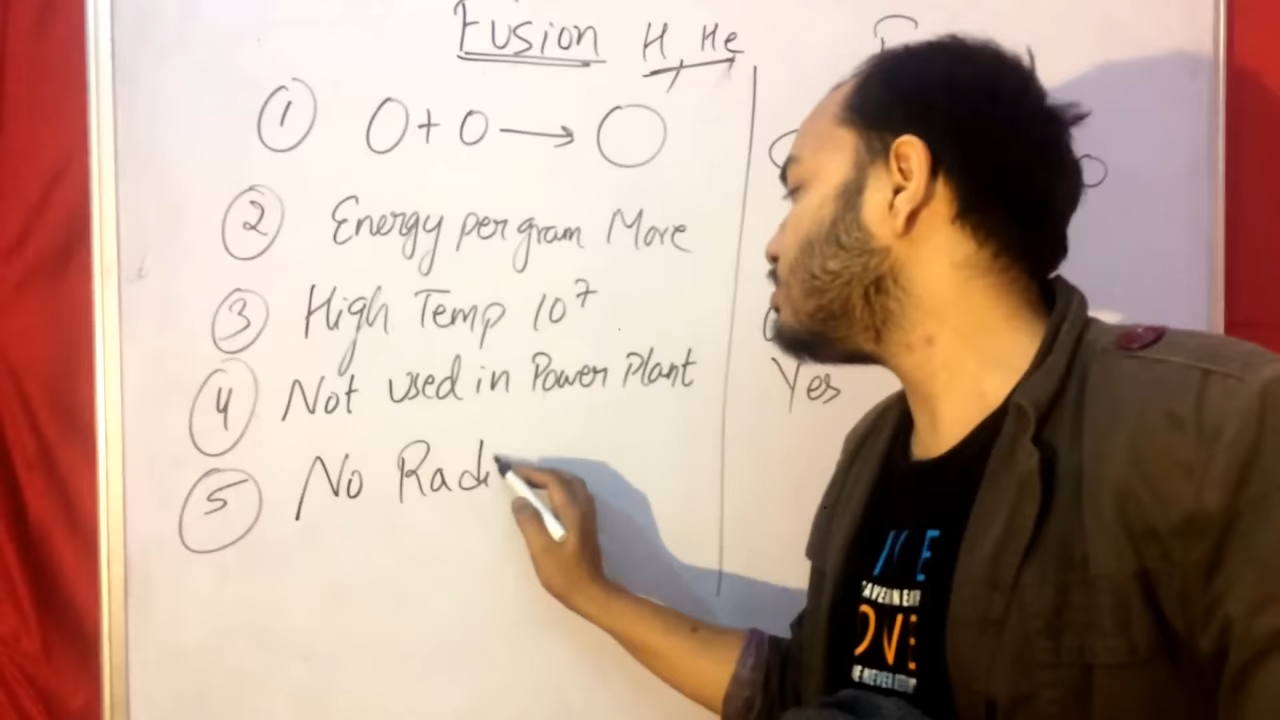 Fusion H, He
① O + O → O
② Energy per gram More
③ High Temp 10⁷
④ Not used in Power Plant
Yes
⑤ No Radi